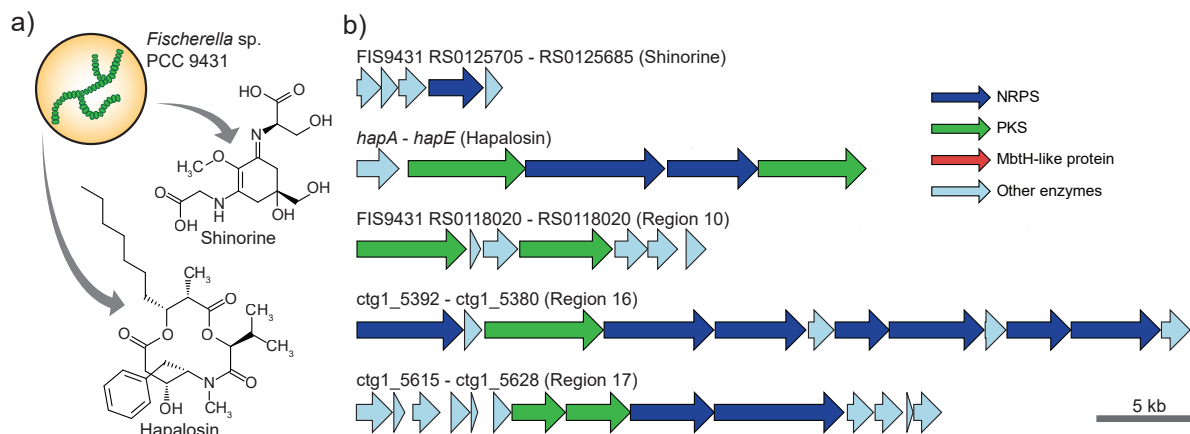 a)
Fischerella sp.
PCC 9431
HO
O
OH
N
O
H₃C
O
N
H
OH
OH
OH
Shinorine
CH₃
O
O
O
O
CH₃
CH₃
N
O
OH
CH₃
Hapalosin
b)
FIS9431 RS0125705 - RS0125685 (Shinorine)
hapA - hapE (Hapalosin)
FIS9431 RS0118020 - RS0118020 (Region 10)
ctg1_5392 - ctg1_5380 (Region 16)
ctg1_5615 - ctg1_5628 (Region 17)
NRPS
PKS
MbtH-like protein
Other enzymes
5 kb